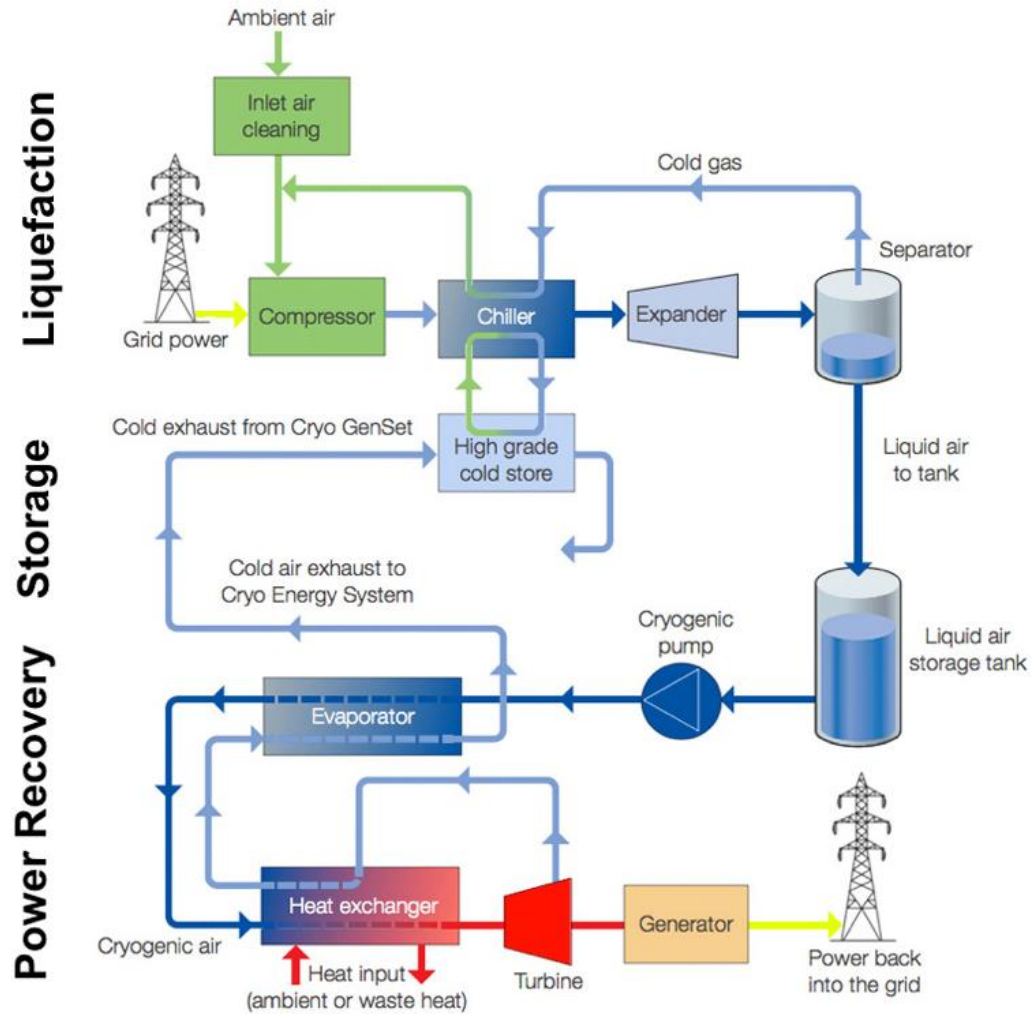 Ambient air
Inlet air
cleaning
Liquefaction
Cold gas
Separator
Grid power
Compressor
Chiller
Expander
Storage
Cold exhaust from Cryo GenSet
High grade
cold store
Liquid air
to tank
Cold air exhaust to
Cryo Energy System
Cryogenic
pump
Liquid air
storage tank
Power Recovery
Evaporator
Heat exchanger
Generator
Cryogenic air
Heat input
(ambient or waste heat)
Turbine
Power back
into the grid